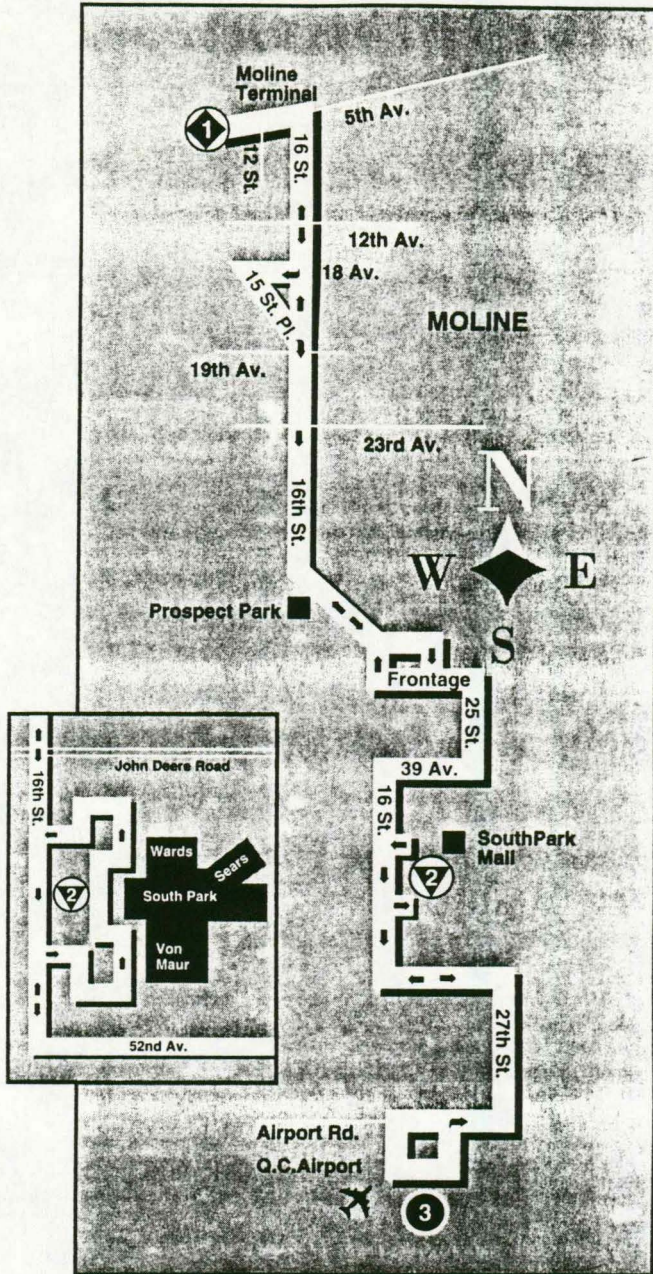 Moline
Terminal
5th Av.
1
12 St.
16 St.
12th Av.
18 Av.
15 St. Pl.
MOLINE
19th Av.
23rd Av.
N
16th St.
W
E
Prospect Park
S
Frontage
25 St.
39 Av.
16 St.
SouthPark
Mall
2
John Deere Road
16th St.
Wards
Sears
2
South Park
Von
Maur
52nd Av.
27th St.
Airport Rd.
Q.C.Airport
3